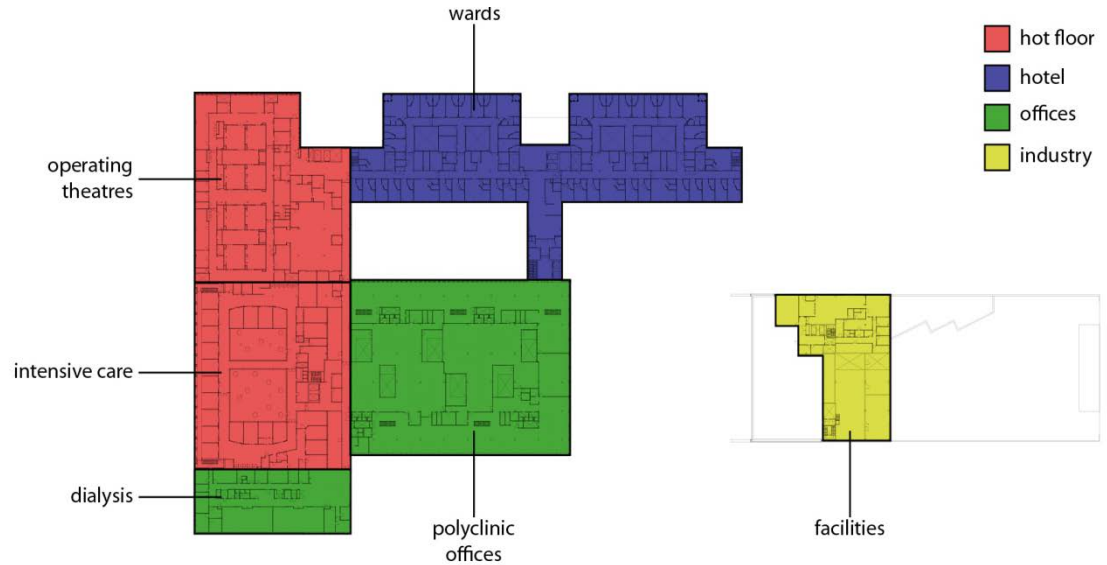 wards
hot floor
hotel
offices
industry
operating
theatres
intensive care
dialysis
polyclinic
offices
facilities